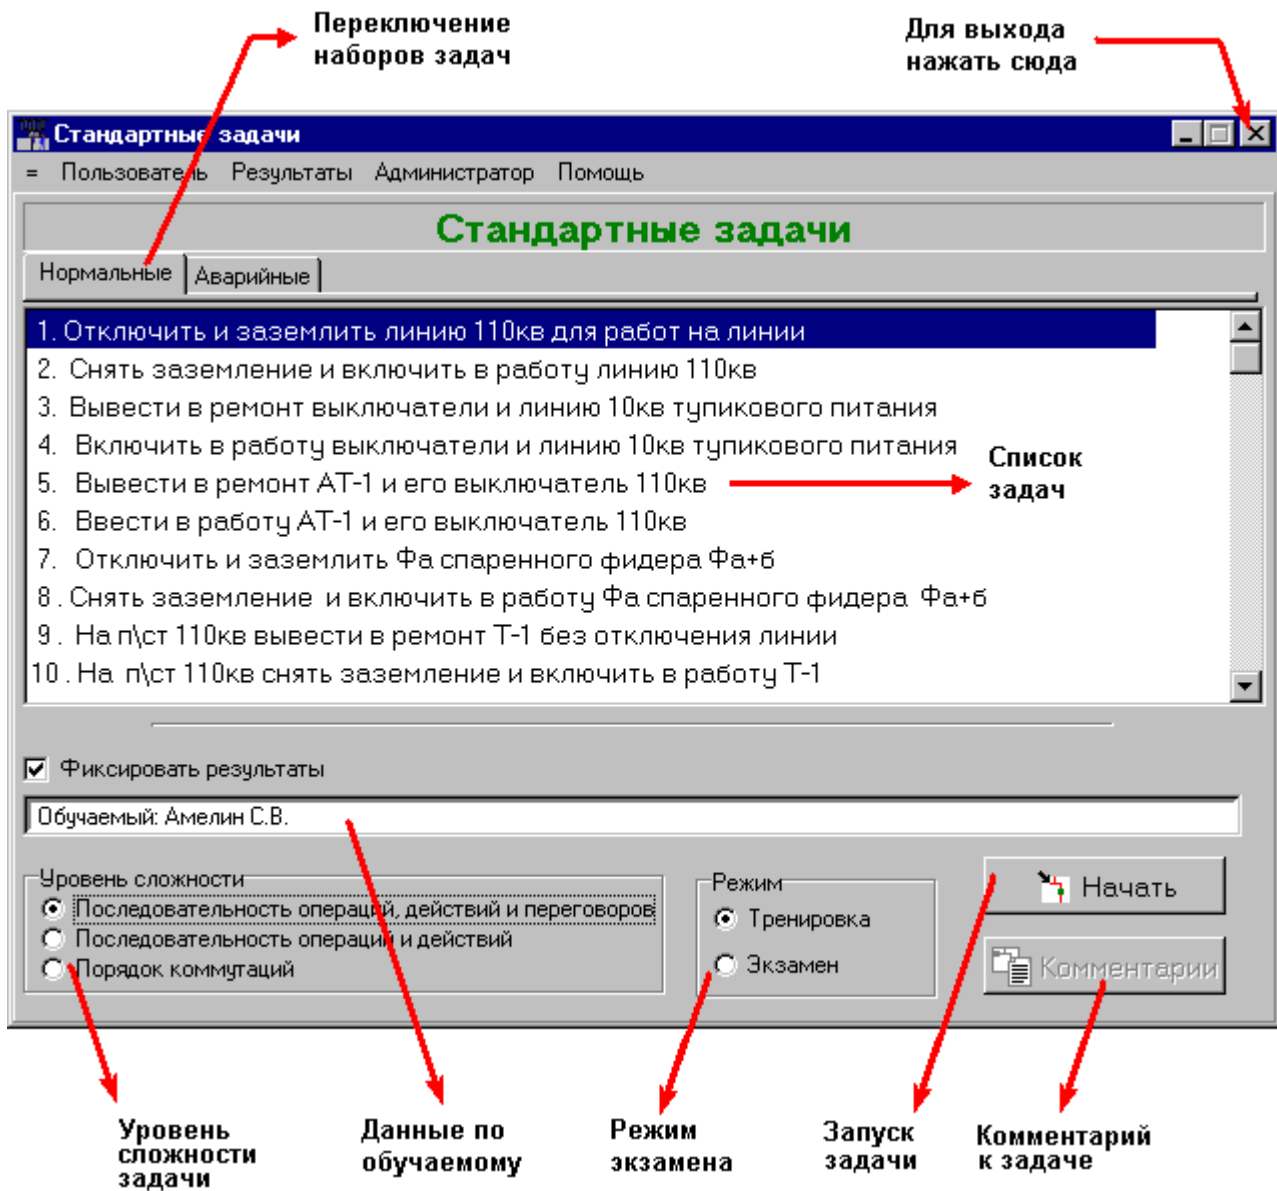 Переключение
наборов задач
Для выхода
нажать сюда
Стандартные задачи
= Пользователь Результаты Администратор Помощь
Стандартные задачи
Нормальные Аварийные
1. Отключить и заземлить линию 110кв для работ на линии
2. Снять заземление и включить в работу линию 110кв
3. Вывести в ремонт выключатели и линию 10кв тупикового питания
4. Включить в работу выключатели и линию 10кв тупикового питания
5. Вывести в ремонт АТ-1 и его выключатель 110кв
6. Ввести в работу АТ-1 и его выключатель 110кв
7. Отключить и заземлить Фа спаренного фидера Фа+б
8. Снять заземление и включить в работу Фа спаренного фидера Фа+б
9. На п\ст 110кв вывести в ремонт Т-1 без отключения линии
10. На п\ст 110кв снять заземление и включить в работу Т-1
Список
задач
Фиксировать результаты
Обучаемый: Амелин С.В.
Уровень сложности
Последовательность операций, действий и переговоров
Последовательность операций и действий
Порядок коммутаций
Режим
Тренировка
Экзамен
Начать
Комментарии
Уровень
сложности
задачи
Данные по
обучаемому
Режим
экзамена
Запуск
задачи
Комментарий
к задаче